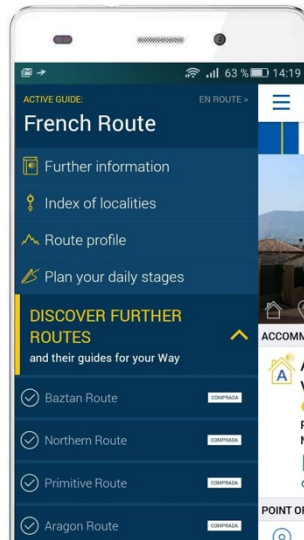 63 % 14:19
ACTIVE GUIDE: EN ROUTE >
French Route
Further information
Index of localities
Route profile
Plan your daily stages
DISCOVER FURTHER
ROUTES
and their guides for your Way
Baztan Route COMPRADA
Northern Route COMPRADA
Primitive Route COMPRADA
Aragon Route COMPRADA
ACCOMM
A
POINT OF